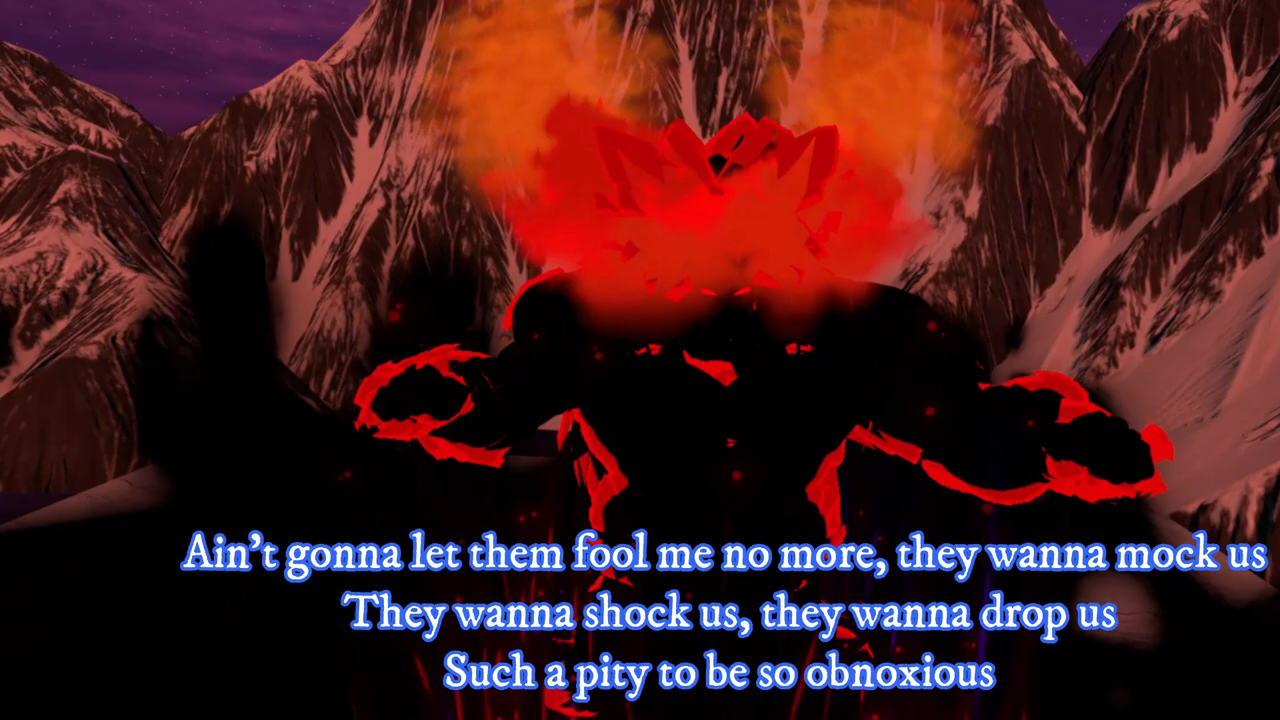 Ain't gonna let them fool me no more, they wanna mock us
They wanna shock us, they wanna drop us
Such a pity to be so obnoxious